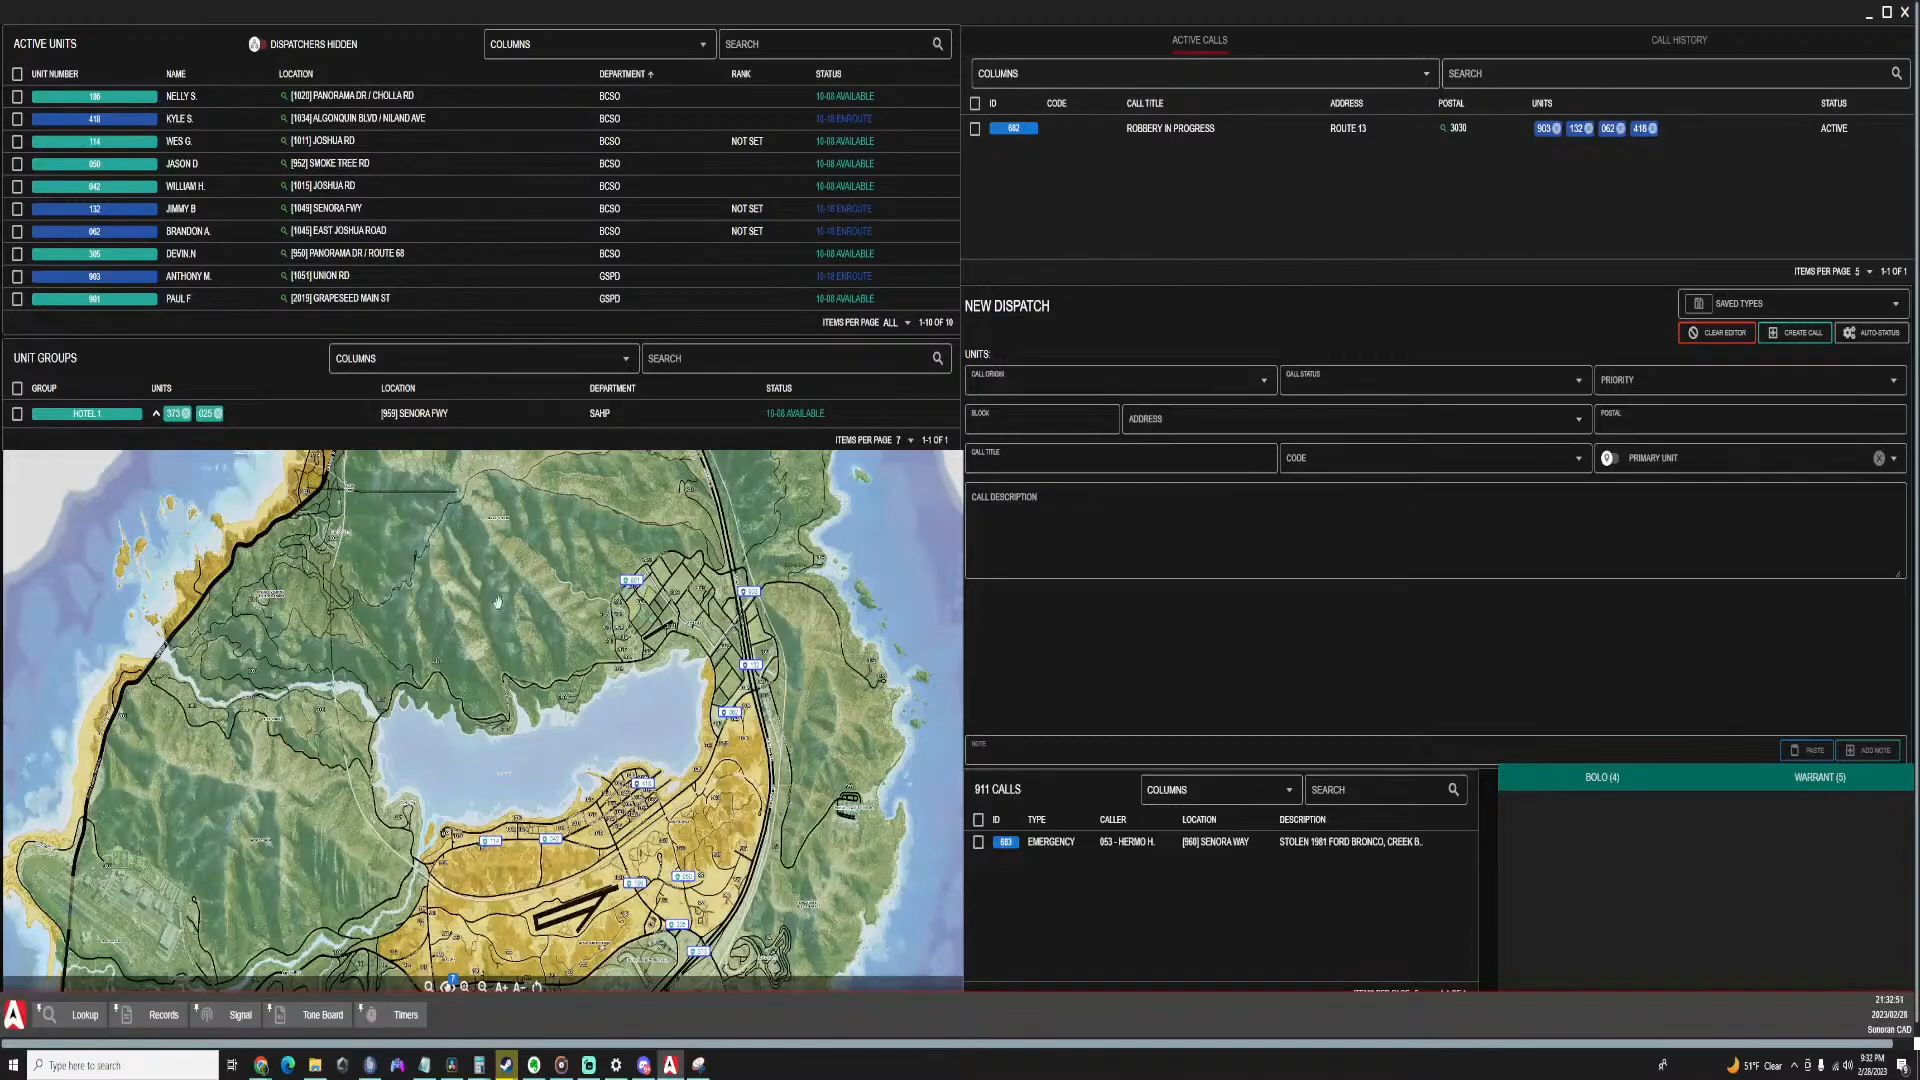 ACTIVE UNITS
DISPATCHERS HIDDEN
COLUMNS
SEARCH
UNIT NUMBER NAME LOCATION DEPARTMENT RANK STATUS
186 NELLY S. [1020] PANORAMA DR / CHOLLA RD BCSO 10-08 AVAILABLE
418 KYLE S. [1034] ALGONQUIN BLVD / NILAND AVE BCSO 10-18 ENROUTE
114 WES G. [1011] JOSHUA RD BCSO NOT SET 10-08 AVAILABLE
050 JASON D [952] SMOKE TREE RD BCSO 10-08 AVAILABLE
042 WILLIAM H. [1015] JOSHUA RD BCSO 10-08 AVAILABLE
132 JIMMY B [1049] SENORA FWY BCSO NOT SET 10-18 ENROUTE
062 BRANDON A. [1045] EAST JOSHUA ROAD BCSO NOT SET 10-18 ENROUTE
305 DEVIN.N [950] PANORAMA DR / ROUTE 68 BCSO 10-08 AVAILABLE
903 ANTHONY M. [1051] UNION RD GSPD 10-18 ENROUTE
901 PAUL F [2019] GRAPESEED MAIN ST GSPD 10-08 AVAILABLE
ITEMS PER PAGE ALL 1-10 OF 10
UNIT GROUPS
COLUMNS
SEARCH
GROUP UNITS LOCATION DEPARTMENT STATUS
HOTEL 1 373 025 [959] SENORA FWY SAHP 10-08 AVAILABLE
ITEMS PER PAGE 7 1-1 OF 1
901
903
132
062
418
114
042
050
186
305
7
A+ A-
ACTIVE CALLS
CALL HISTORY
COLUMNS
SEARCH
ID CODE CALL TITLE ADDRESS POSTAL UNITS STATUS
682 ROBBERY IN PROGRESS ROUTE 13 3030 903 132 062 418 ACTIVE
ITEMS PER PAGE 5 1-1 OF 1
NEW DISPATCH
SAVED TYPES
CLEAR EDITOR
CREATE CALL
AUTO-STATUS
UNITS:
CALL ORIGIN
CALL STATUS
PRIORITY
BLOCK
ADDRESS
POSTAL
CALL TITLE
CODE
PRIMARY UNIT
CALL DESCRIPTION
NOTE
PASTE
ADD NOTE
911 CALLS
COLUMNS
SEARCH
ID TYPE CALLER LOCATION DESCRIPTION
683 EMERGENCY 053 - HERMO H. [960] SENORA WAY STOLEN 1981 FORD BRONCO, CREEK B..
BOLO (4)
WARRANT (5)
Lookup
Records
Signal
Tone Board
Timers
21:32:51
2023/02/28
Sonoran CAD
Type here to search
51°F Clear
9:32 PM
2/28/2023